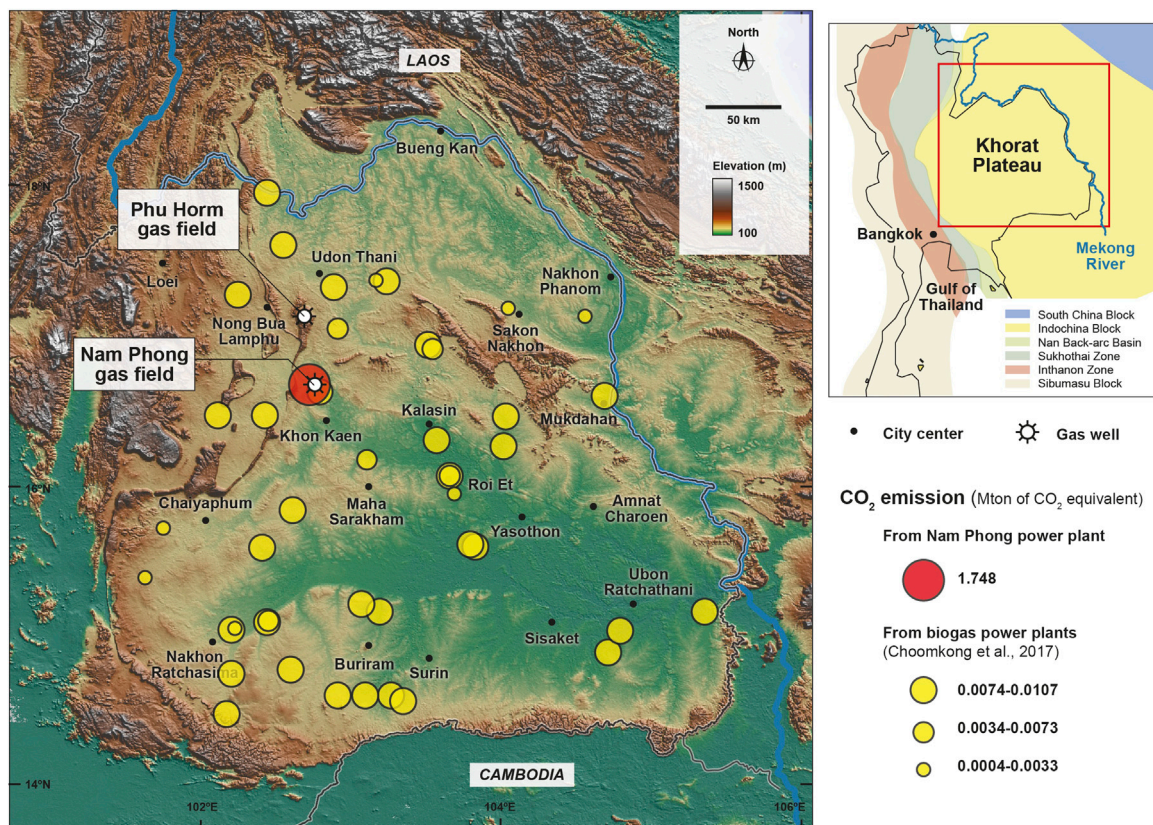 LAOS
North
50 km
Elevation (m)
1500
100
Bueng Kan
18°N
Phu Horm
gas field
Loei
Udon Thani
Nakhon
Phanom
Nong Bua
Lamphu
Sakon
Nakhon
Nam Phong
gas field
Khon Kaen
Kalasin
Mukdahan
Roi Et
16°N
Chaiyaphum
Maha
Sarakham
Yasothon
Amnat
Charoen
Ubon
Ratchathani
Sisaket
Nakhon
Ratchasima
Buriram
Surin
14°N
CAMBODIA
102°E
104°E
106°E
Khorat
Plateau
Bangkok
Mekong
River
Gulf of
Thailand
South China Block
Indochina Block
Nan Back-arc Basin
Sukhothai Zone
Inthanon Zone
Sibumasu Block
City center
Gas well
CO₂ emission (Mton of CO₂ equivalent)
From Nam Phong power plant
1.748
From biogas power plants
(Choomkong et al., 2017)
0.0074-0.0107
0.0034-0.0073
0.0004-0.0033